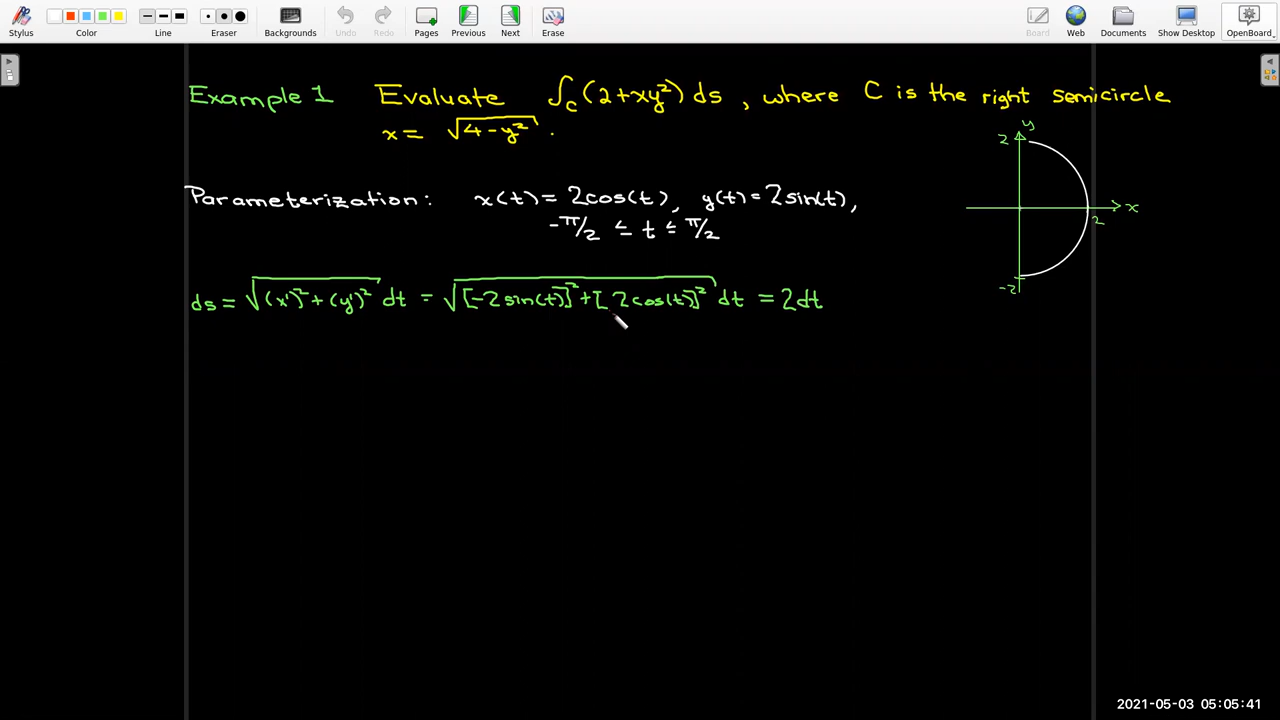 Stylus Color Line Eraser Backgrounds Undo Redo Pages Previous Next Erase Board Web Documents Show Desktop OpenBoard
Example 1 Evaluate ∫_C (2+xy²) ds, where C is the right semicircle
x = √(4-y²).
y
2
x
2
-2
Parameterization: x(t) = 2cos(t), y(t) = 2sin(t),
-π/2 ≤ t ≤ π/2
ds = √((x')² + (y')²) dt = √([-2sin(t)]² + [2cos(t)]²) dt = 2dt
2021-05-03 05:05:41